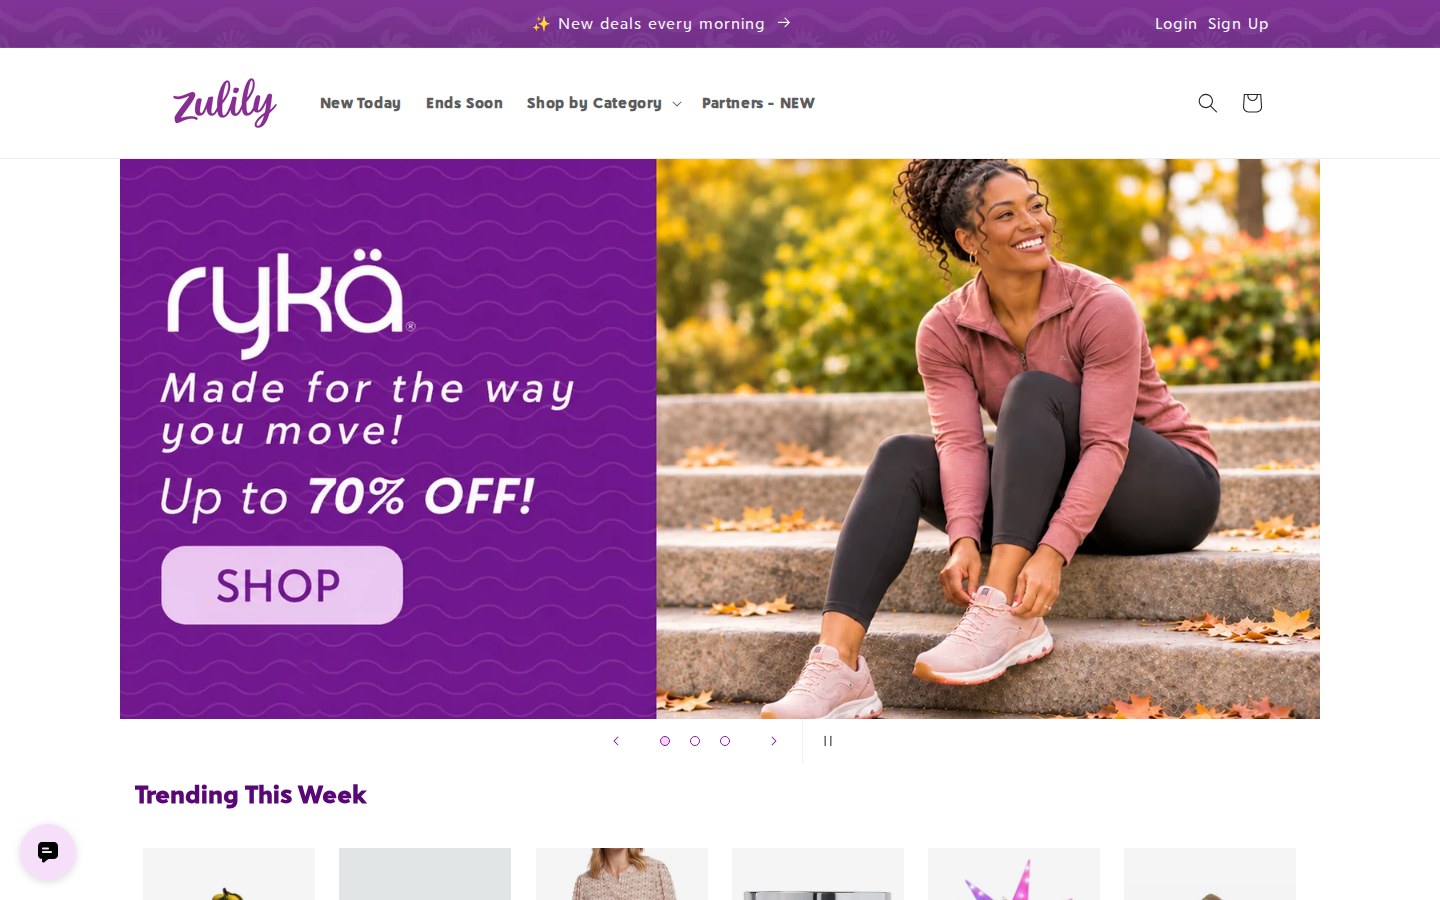 ✨ New deals every morning →
Login Sign Up
zulily
New Today Ends Soon Shop by Category Partners - NEW
rykä®
Made for the way
you move!
Up to 70% OFF!
SHOP
Trending This Week